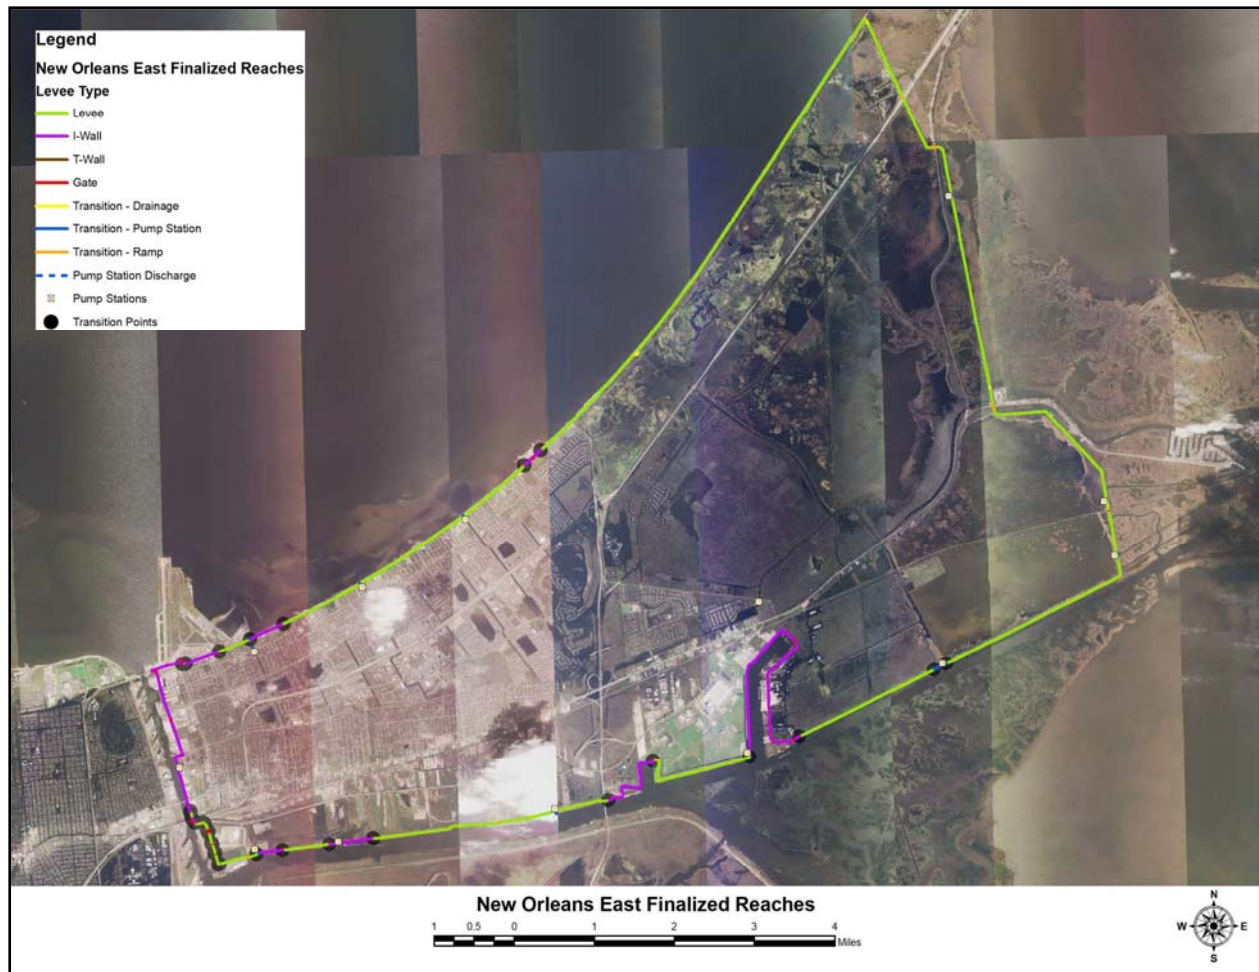 Legend
New Orleans East Finalized Reaches
Levee Type
Levee
I-Wall
T-Wall
Gate
Transition - Drainage
Transition - Pump Station
Transition - Ramp
Pump Station Discharge
Pump Stations
Transition Points
New Orleans East Finalized Reaches
1 0.5 0 1 2 3 4
Miles
N
W E
S